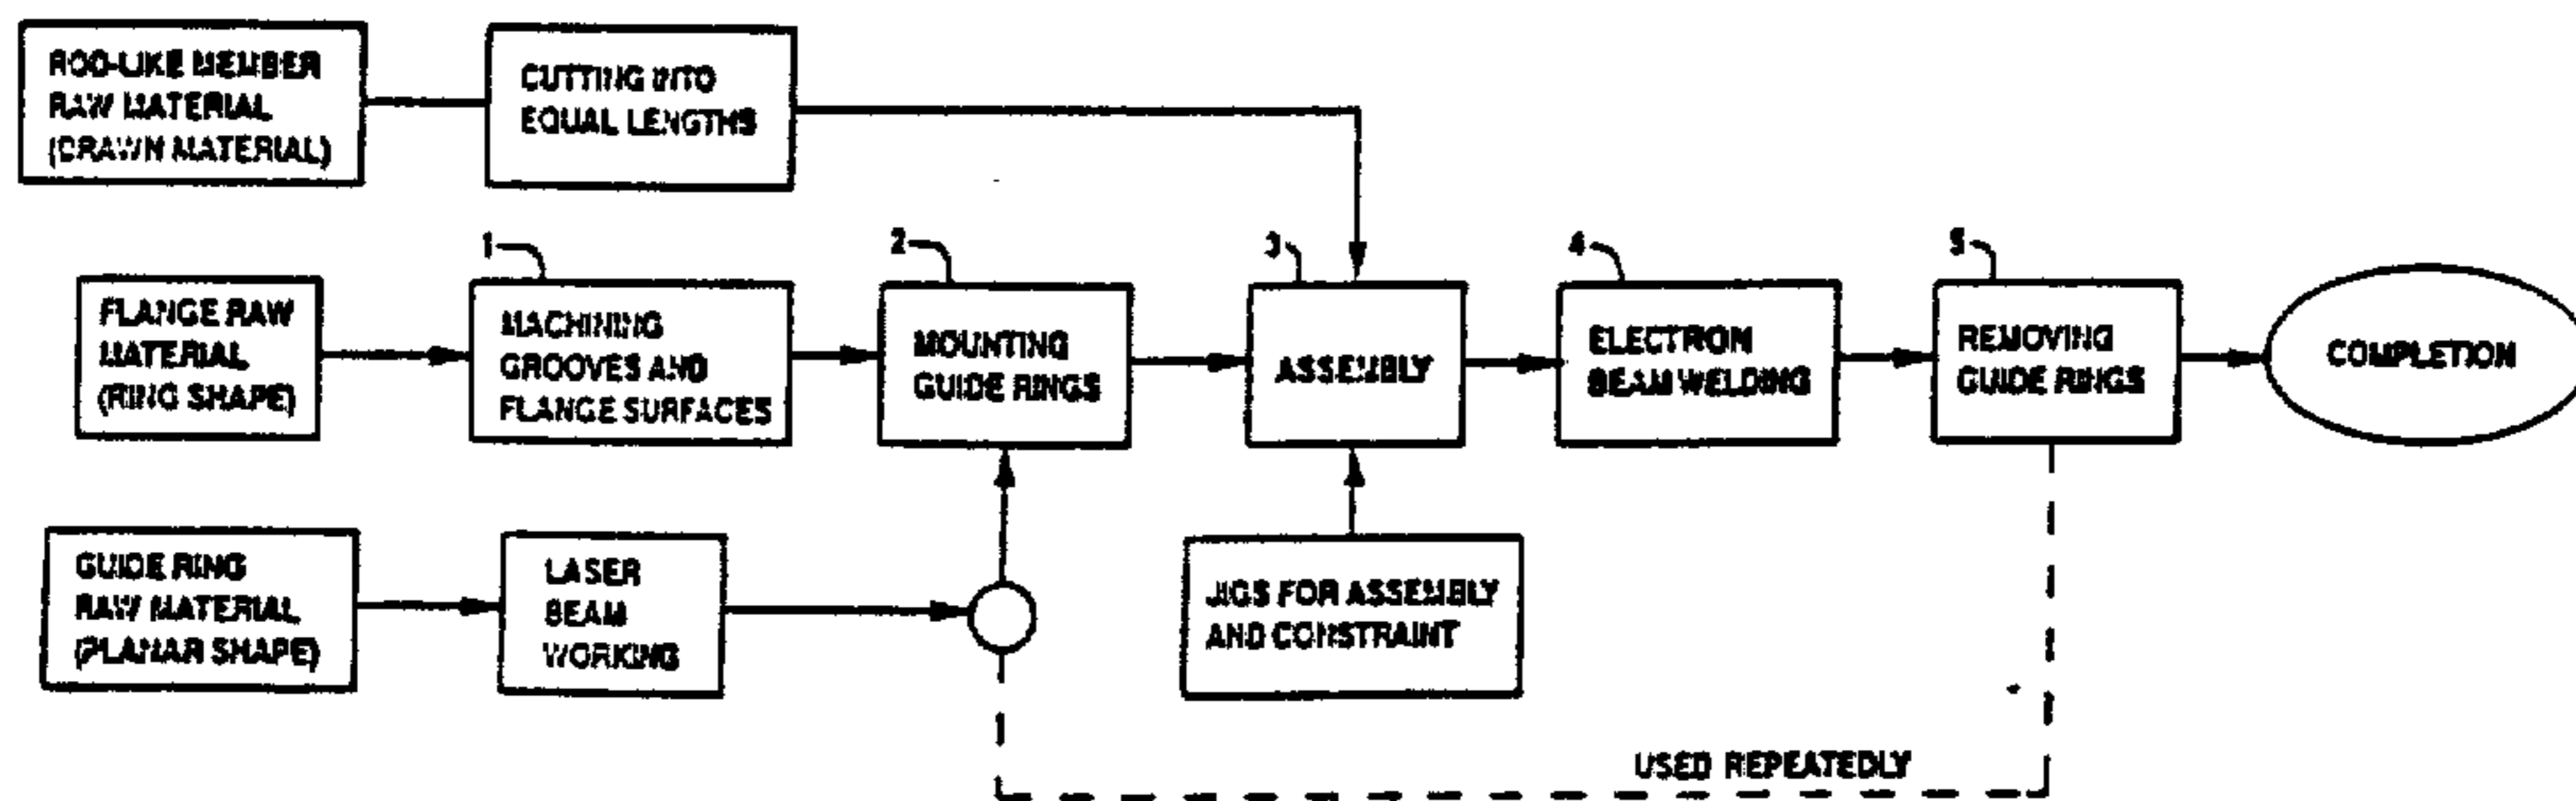 ROD-LIKE MEMBER
RAW MATERIAL
(DRAWN MATERIAL)
CUTTING INTO
EQUAL LENGTHS
1
2
3
4
5
FLANGE RAW
MATERIAL
(RING SHAPE)
MACHINING
GROOVES AND
FLANGE SURFACES
MOUNTING
GUIDE RINGS
ASSEMBLY
ELECTRON
BEAM WELDING
REMOVING
GUIDE RINGS
COMPLETION
GUIDE RING
RAW MATERIAL
(PLANAR SHAPE)
LASER
BEAM
WORKING
JIGS FOR ASSEMBLY
AND CONSTRAINT
USED REPEATEDLY